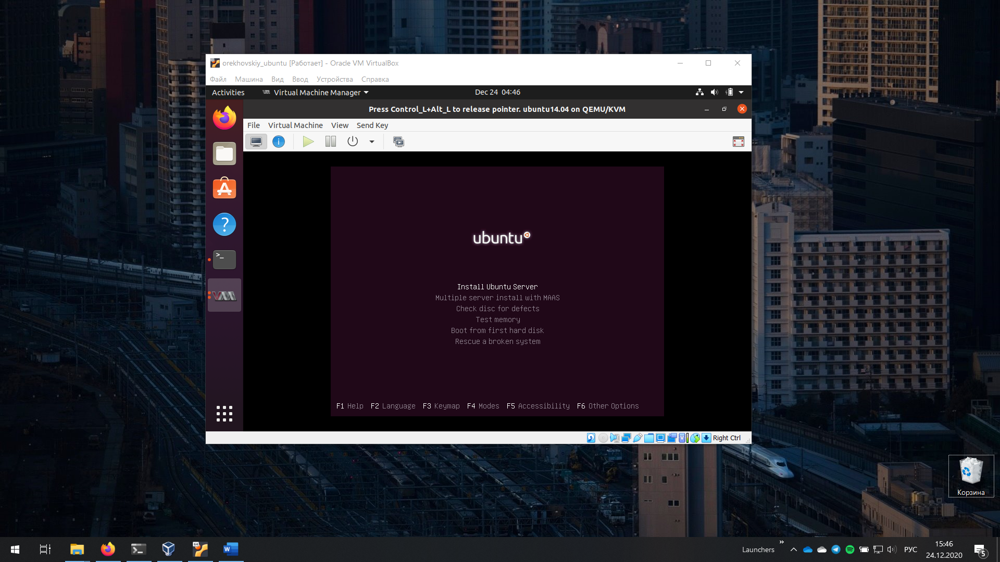 orekhovskiy_ubuntu [Работает] - Oracle VM VirtualBox
Файл Машина Вид Ввод Устройства Справка
Activities Virtual Machine Manager Dec 24 04:46
Press Control_L+Alt_L to release pointer. ubuntu14.04 on QEMU/KVM
File Virtual Machine View Send Key
ubuntu
Install Ubuntu Server
Multiple server install with MAAS
Check disc for defects
Test memory
Boot from first hard disk
Rescue a broken system
F1 Help F2 Language F3 Keymap F4 Modes F5 Accessibility F6 Other Options
Right Ctrl
Корзина
Launchers РУС 15:46
24.12.2020
5